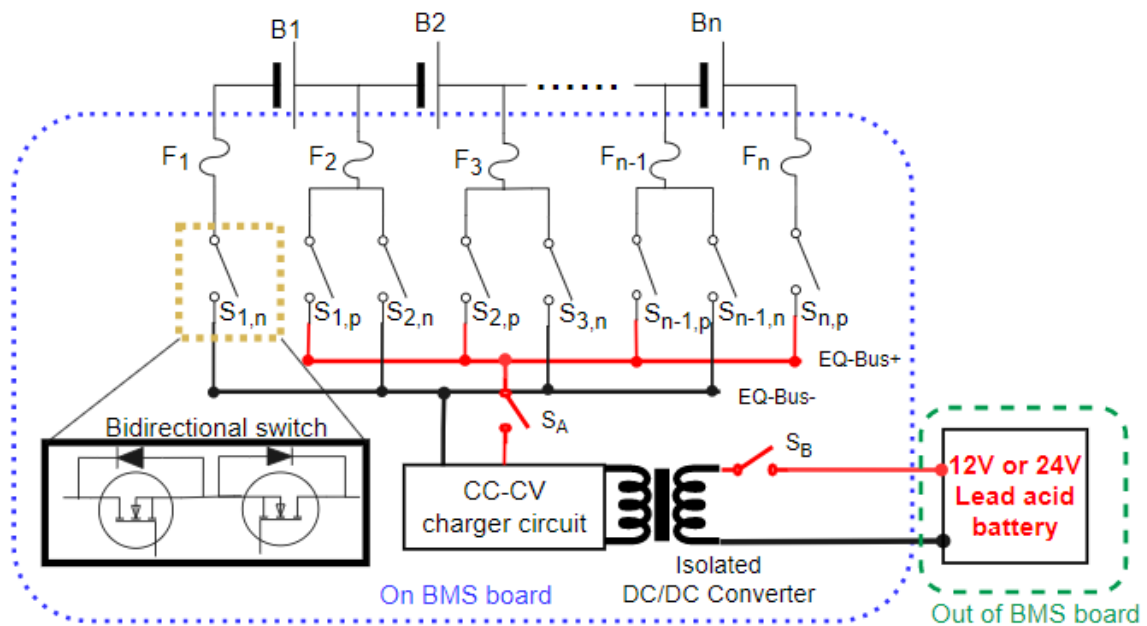 B1 B2 Bn
......
F1 F2 F3 Fn-1 Fn
S1,n S1,p S2,n S2,p S3,n Sn-1,p Sn-1,n Sn,p
EQ-Bus+
EQ-Bus-
SA
Bidirectional switch
SB
CC-CV
charger circuit
12V or 24V
Lead acid
battery
Isolated
DC/DC Converter
On BMS board
Out of BMS board